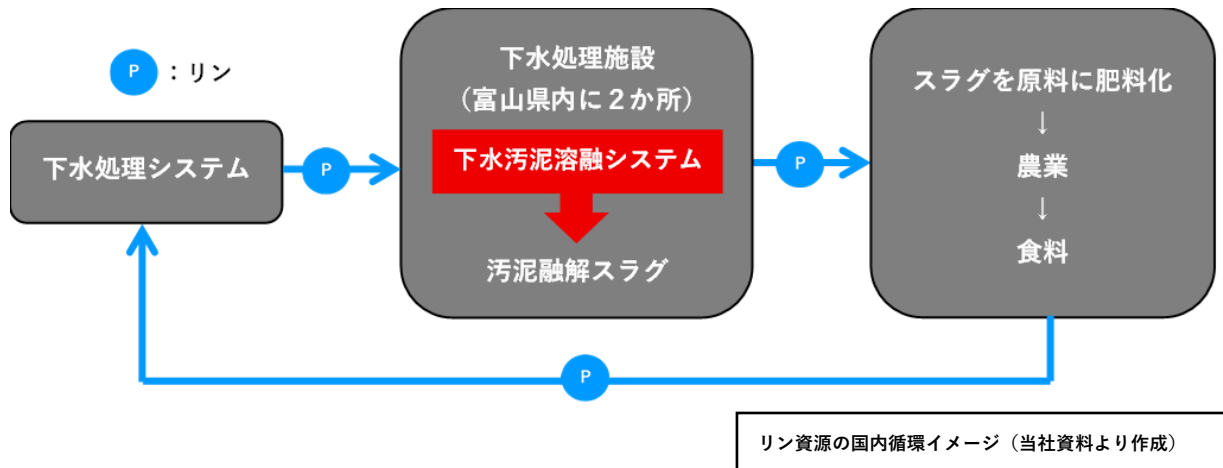 P :リン
下水処理システム
P
下水処理施設
(富山県内に２か所)
下水汚泥溶融システム
汚泥融解スラグ
P
スラグを原料に肥料化
↓
農業
↓
食料
P
リン資源の国内循環イメージ(当社資料より作成)